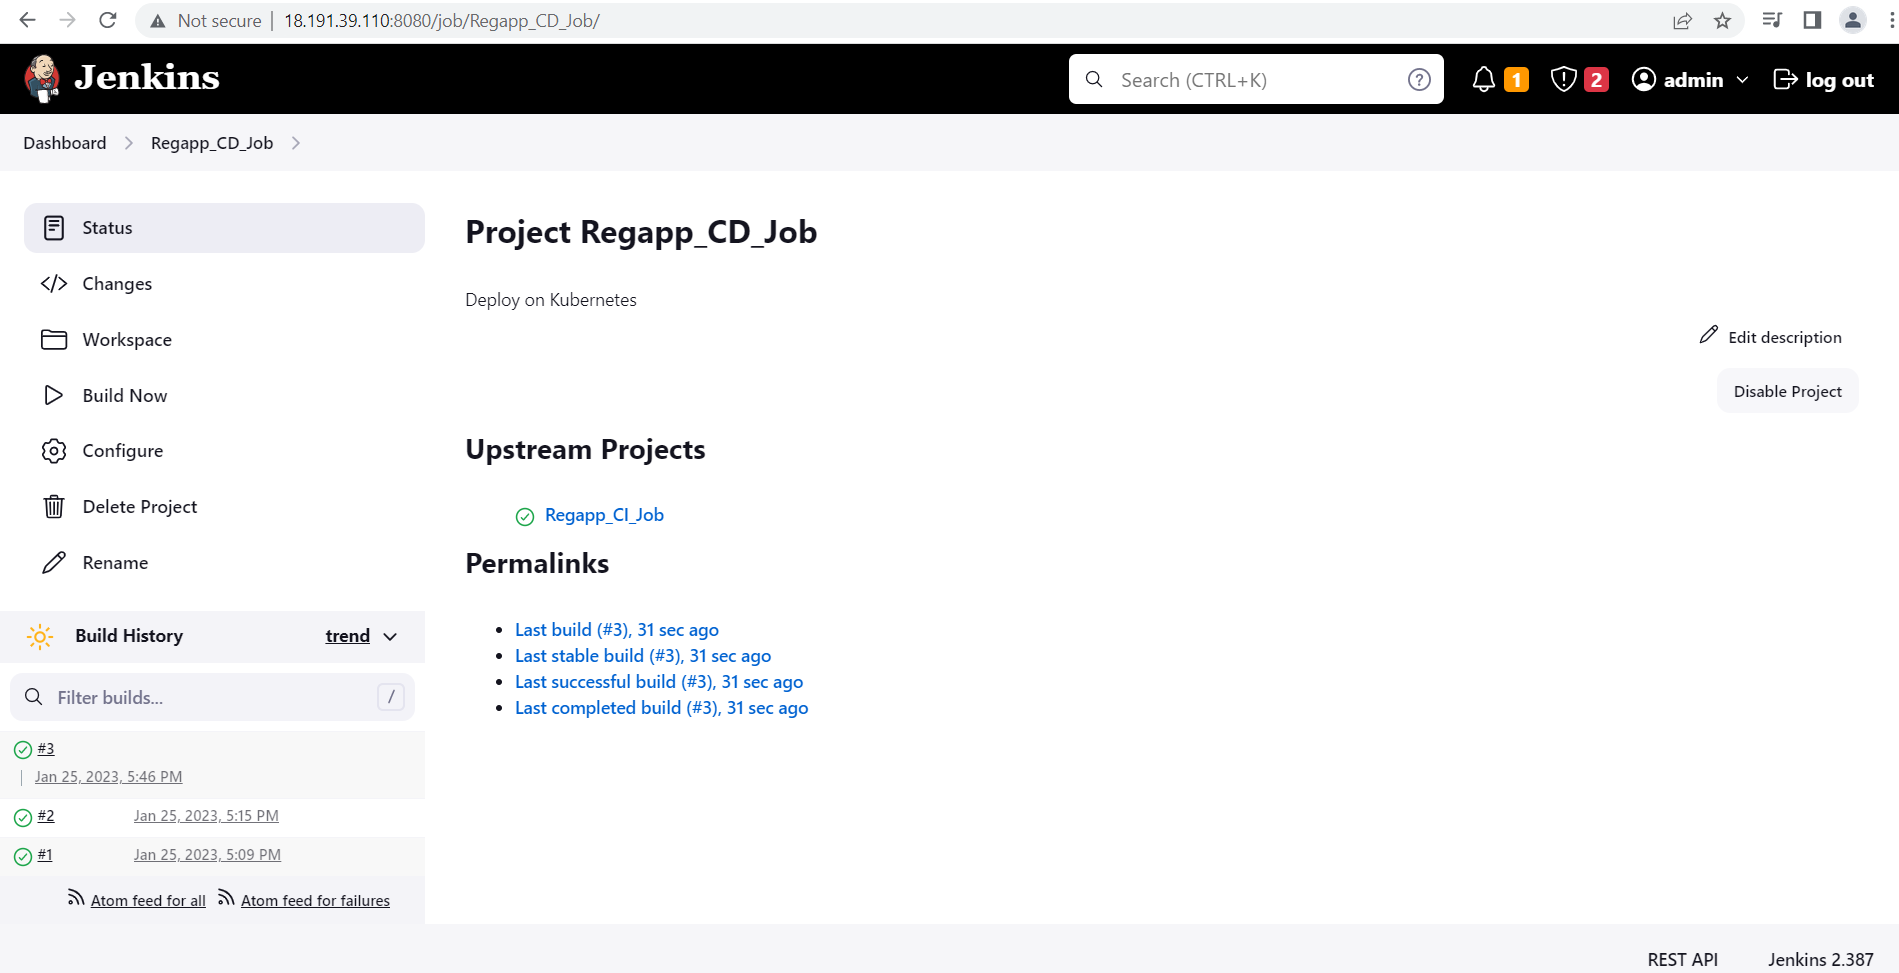 Not secure | 18.191.39.110:8080/job/Regapp_CD_Job/
Jenkins
Search (CTRL+K)
?
1
2
admin
log out
Dashboard
Regapp_CD_Job
Status
Changes
Workspace
Build Now
Configure
Delete Project
Rename
Build History
trend
Filter builds...
/
#3
Jan 25, 2023, 5:46 PM
#2 Jan 25, 2023, 5:15 PM
#1 Jan 25, 2023, 5:09 PM
Atom feed for all Atom feed for failures
Project Regapp_CD_Job
Deploy on Kubernetes
Edit description
Disable Project
Upstream Projects
Regapp_CI_Job
Permalinks
Last build (#3), 31 sec ago
Last stable build (#3), 31 sec ago
Last successful build (#3), 31 sec ago
Last completed build (#3), 31 sec ago
REST API Jenkins 2.387